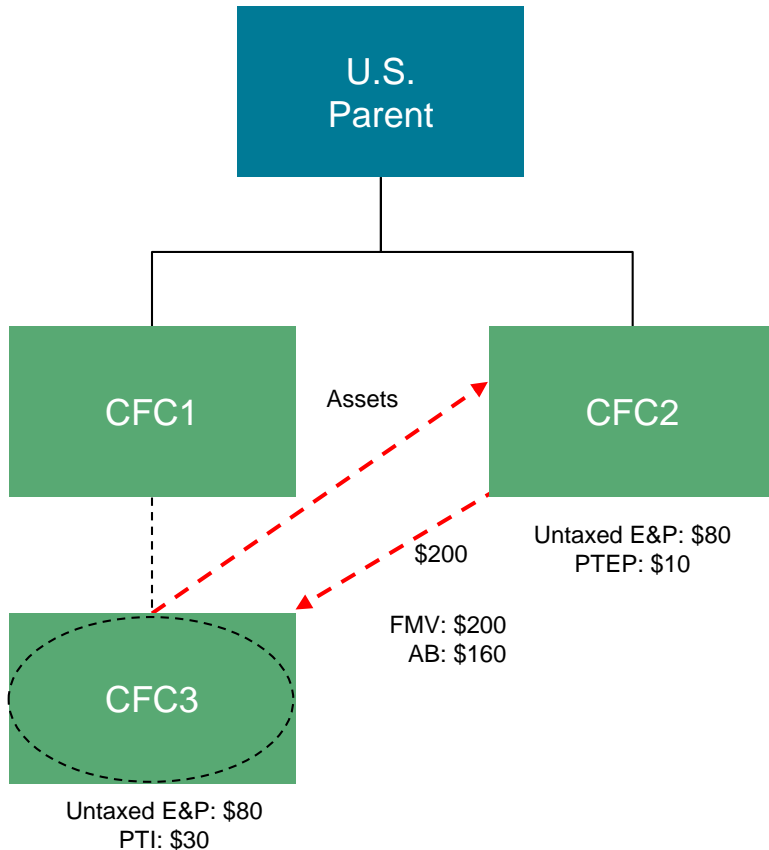 U.S.
Parent
CFC1
Assets
CFC2
$200
Untaxed E&P: $80
PTEP: $10
FMV: $200
AB: $160
CFC3
Untaxed E&P: $80
PTI: $30